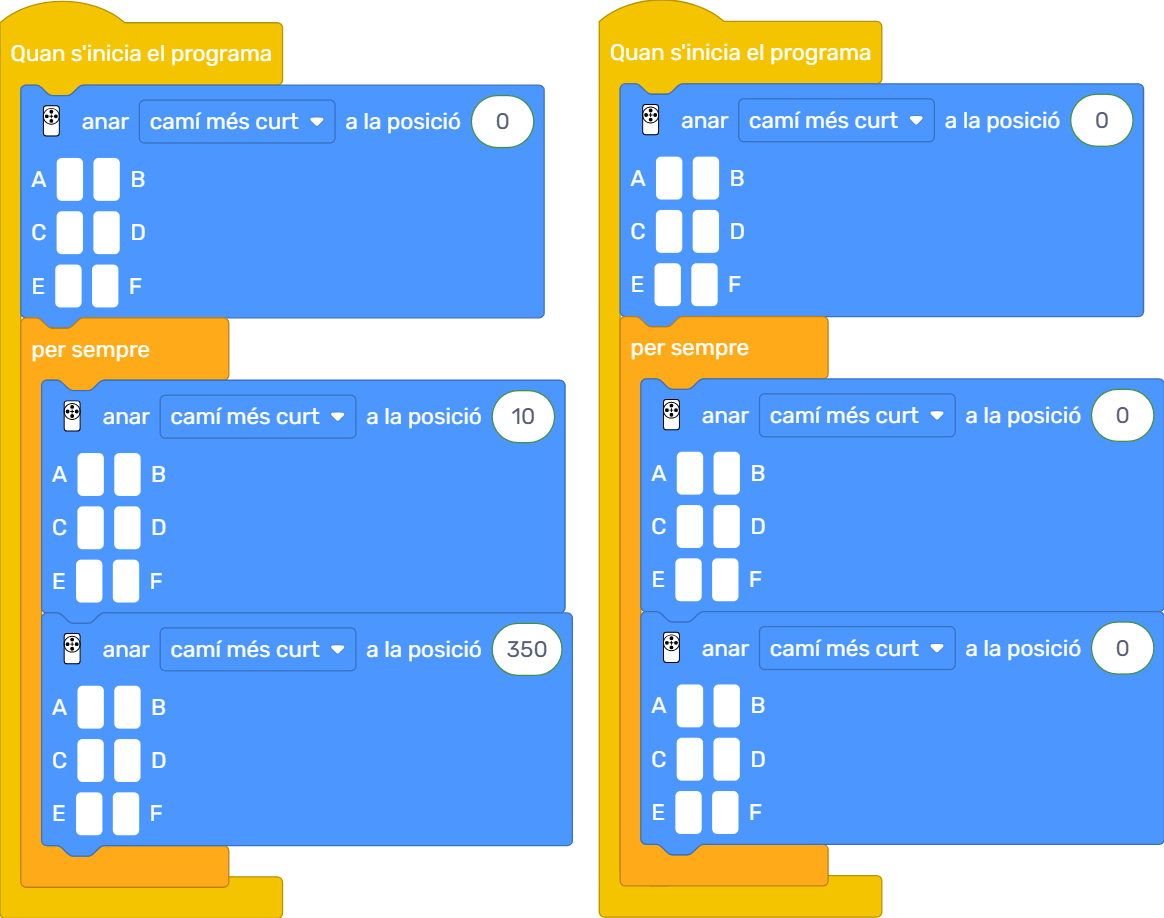 Quan s'inicia el programa
anar camí més curt a la posició 0
A B
C D
E F
per sempre
anar camí més curt a la posició 10
A B
C D
E F
anar camí més curt a la posició 350
A B
C D
E F
Quan s'inicia el programa
anar camí més curt a la posició 0
A B
C D
E F
per sempre
anar camí més curt a la posició 0
A B
C D
E F
anar camí més curt a la posició 0
A B
C D
E F